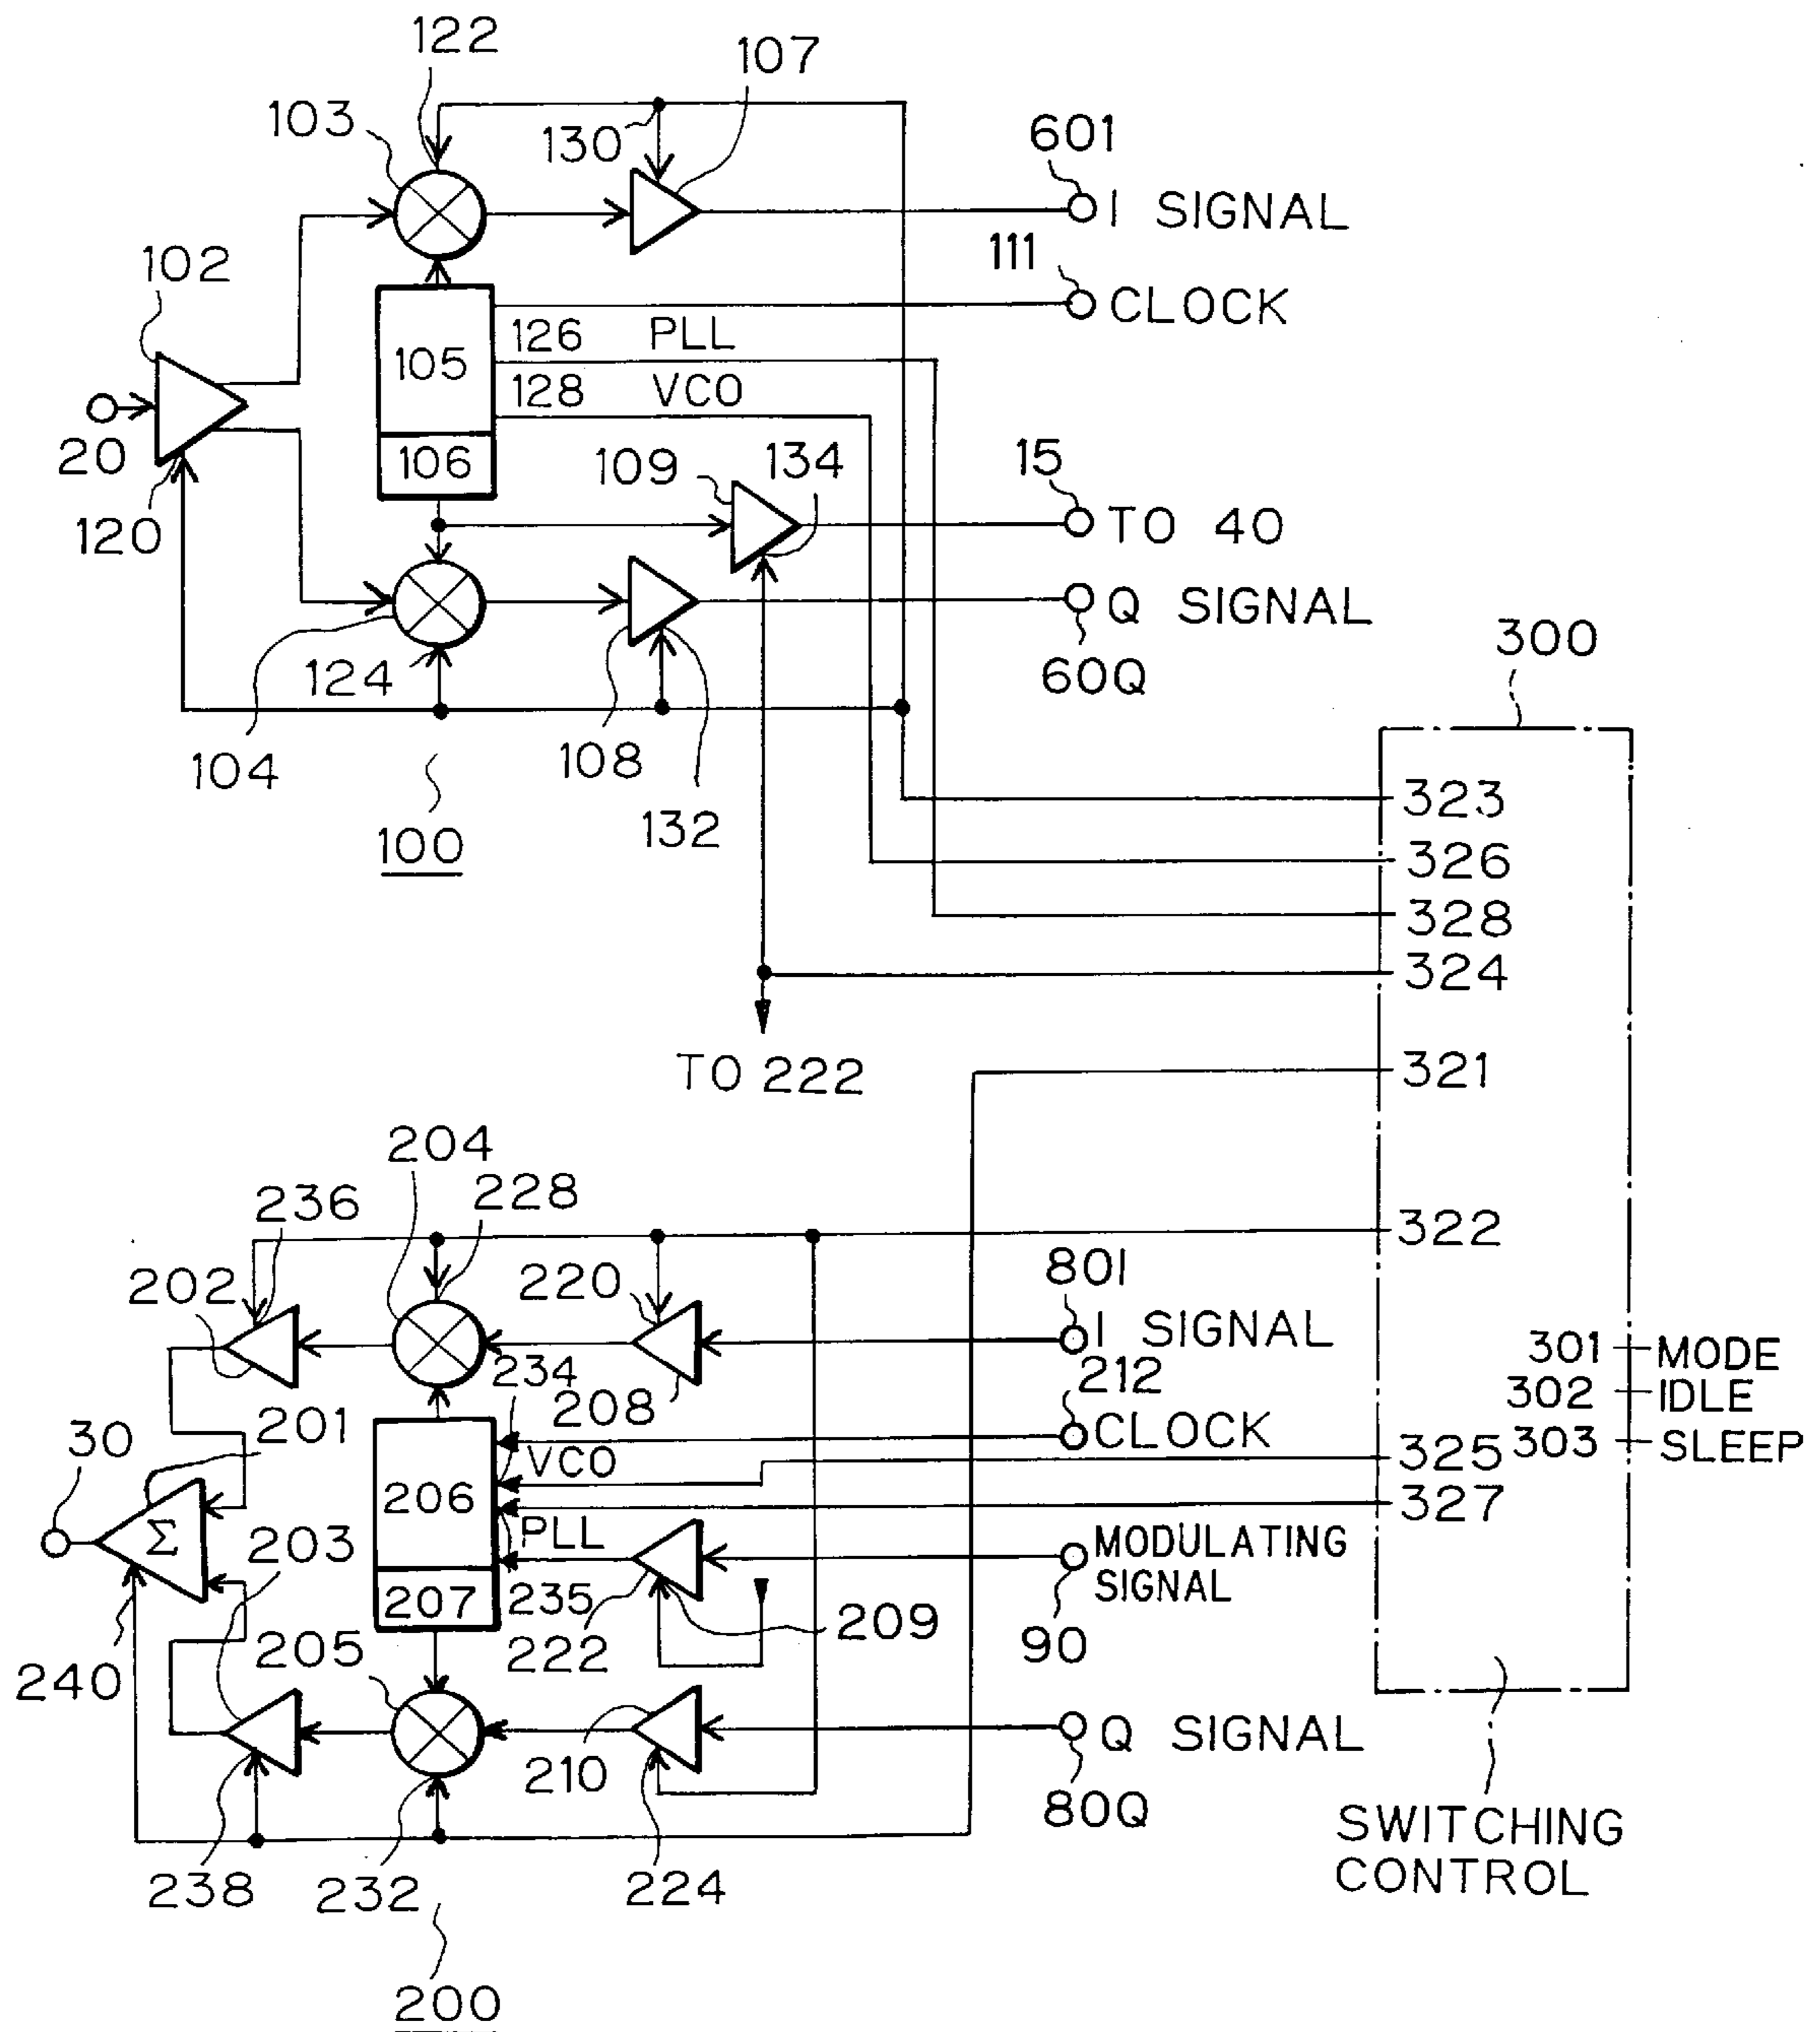 122
107
103
130
601
I SIGNAL
111
102
CLOCK
126 PLL
105
128 VCO
20
106
109
134
15
TO 40
120
Q SIGNAL
300
124
60Q
104
108
132
323
100
326
328
324
TO 222
321
204
228
236
322
801
202
220
I SIGNAL
301 MODE
234
212
302 IDLE
208
201
30
CLOCK
303 SLEEP
VCO
325
206
327
Σ
203
PLL
MODULATING
SIGNAL
207
235
209
222
205
90
240
Q SIGNAL
210
80Q
SWITCHING
CONTROL
238
232
224
200